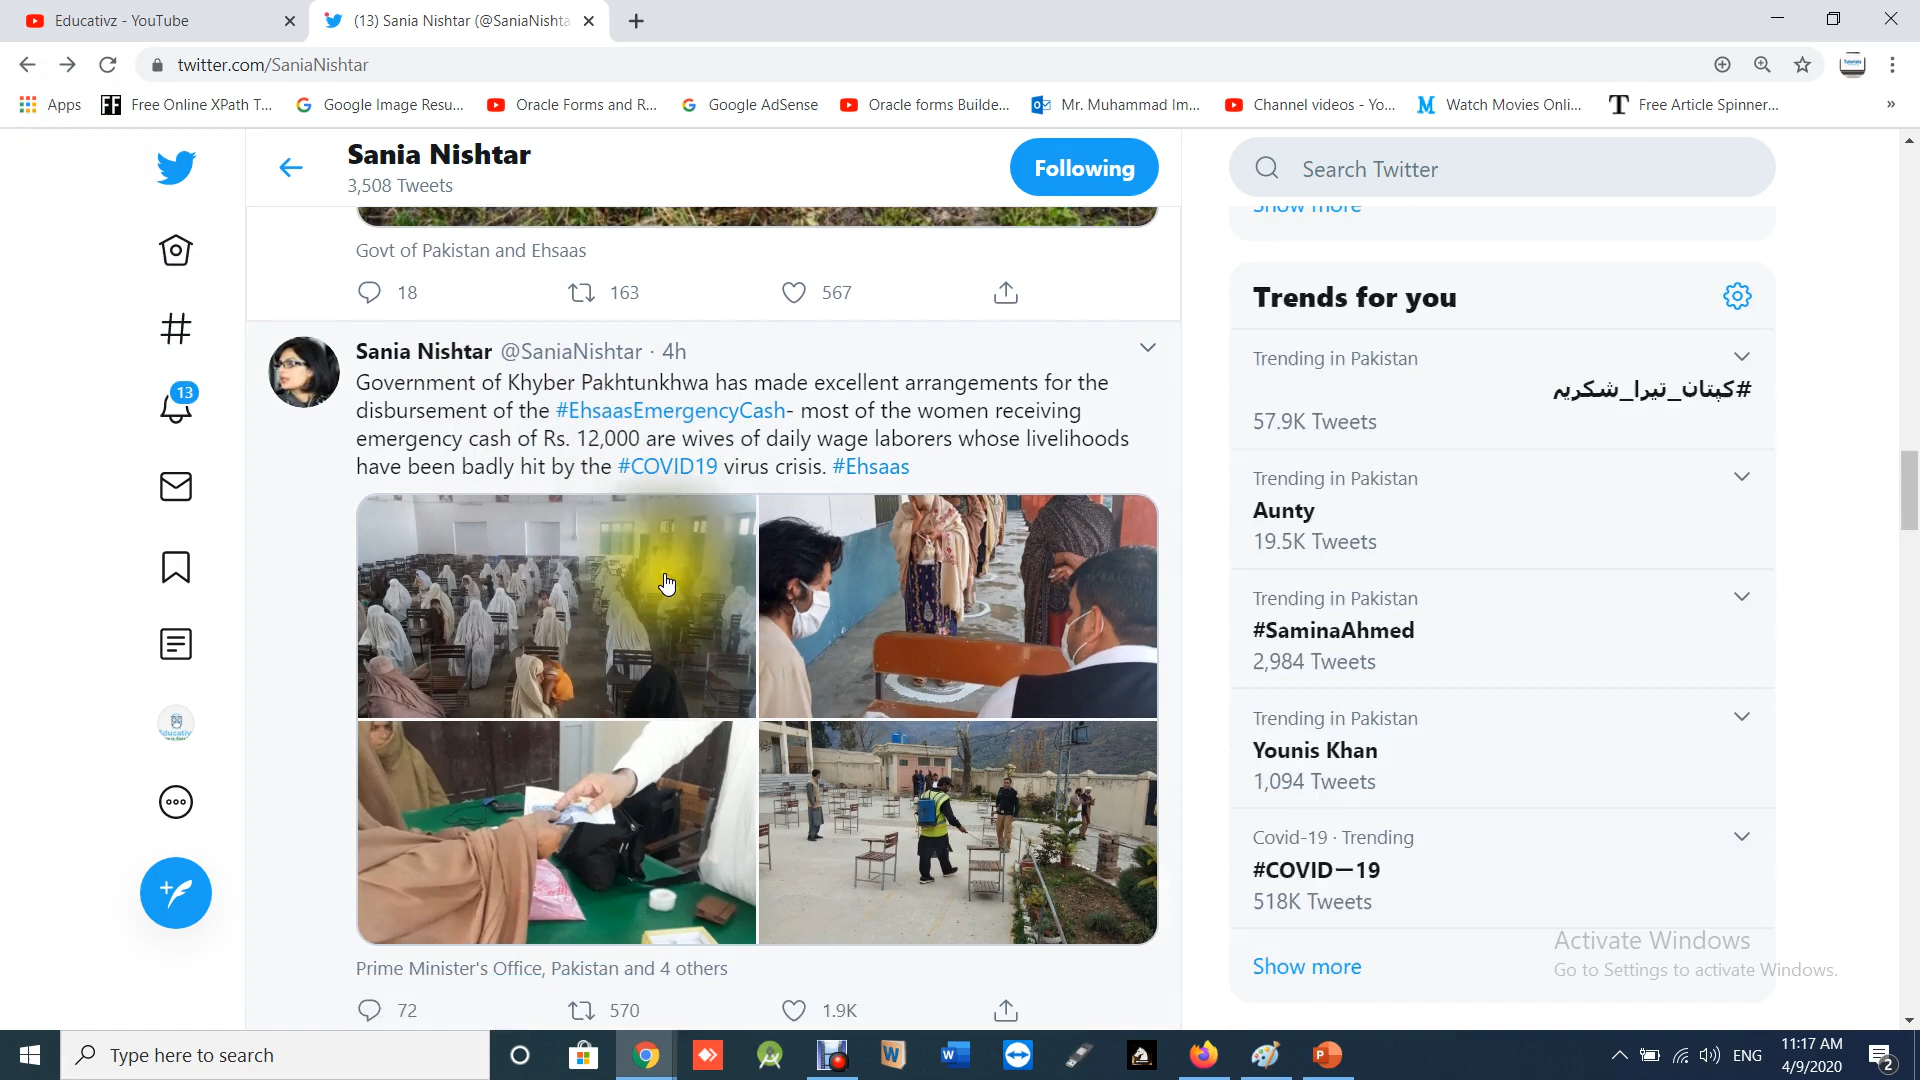 Educativz - YouTube
(13) Sania Nishtar (@SaniaNishta
twitter.com/SaniaNishtar
Apps
Free Online XPath T...
Google Image Resu...
Oracle Forms and R...
Google AdSense
Oracle forms Builde...
Mr. Muhammad Im...
Channel videos - Yo...
Watch Movies Onli...
Free Article Spinner...
Sania Nishtar
3,508 Tweets
Following
Search Twitter
Show more
Govt of Pakistan and Ehsaas
18 163 567
Sania Nishtar @SaniaNishtar · 4h
Government of Khyber Pakhtunkhwa has made excellent arrangements for the
disbursement of the #EhsaasEmergencyCash- most of the women receiving
emergency cash of Rs. 12,000 are wives of daily wage laborers whose livelihoods
have been badly hit by the #COVID19 virus crisis. #Ehsaas
Prime Minister's Office, Pakistan and 4 others
72 570 1.9K
13
Trends for you
Trending in Pakistan
#کپتان_تیرا_شکریہ
57.9K Tweets
Trending in Pakistan
Aunty
19.5K Tweets
Trending in Pakistan
#SaminaAhmed
2,984 Tweets
Trending in Pakistan
Younis Khan
1,094 Tweets
Covid-19 · Trending
#COVID—19
518K Tweets
Show more
Activate Windows
Go to Settings to activate Windows.
Type here to search
ENG
11:17 AM
4/9/2020
2